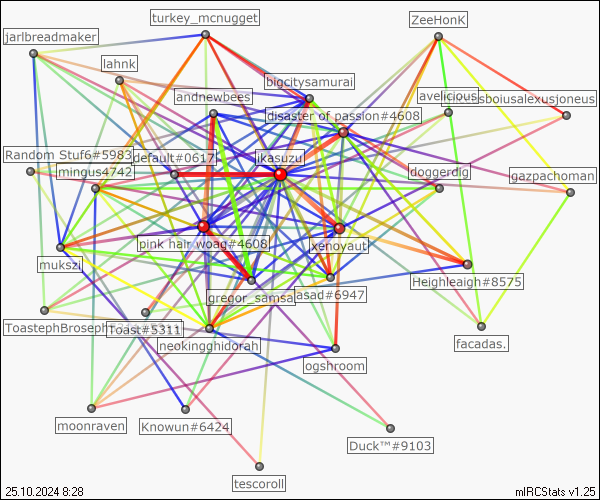 turkey_mcnugget
ZeeHonK
jarlbreadmaker
lahnk
bigcitysamurai
andnewbees
avelicious
ssboiusalexusjoneus
disaster of passion#4608
Random Stuf6#5983
default#0617
ikasuzu
mingus4742
doggerdig
gazpachoman
pink hair woag#4608
xenoyaut
mukszi
Heighleaigh#8575
gregor_samsa
asad#6947
ToastephBroseph
Toast#5311
neokingghidorah
facadas.
ogshroom
moonraven
Knowun#6424
Duck™#9103
tescoroll
25.10.2024 8:28
mIRCStats v1.25